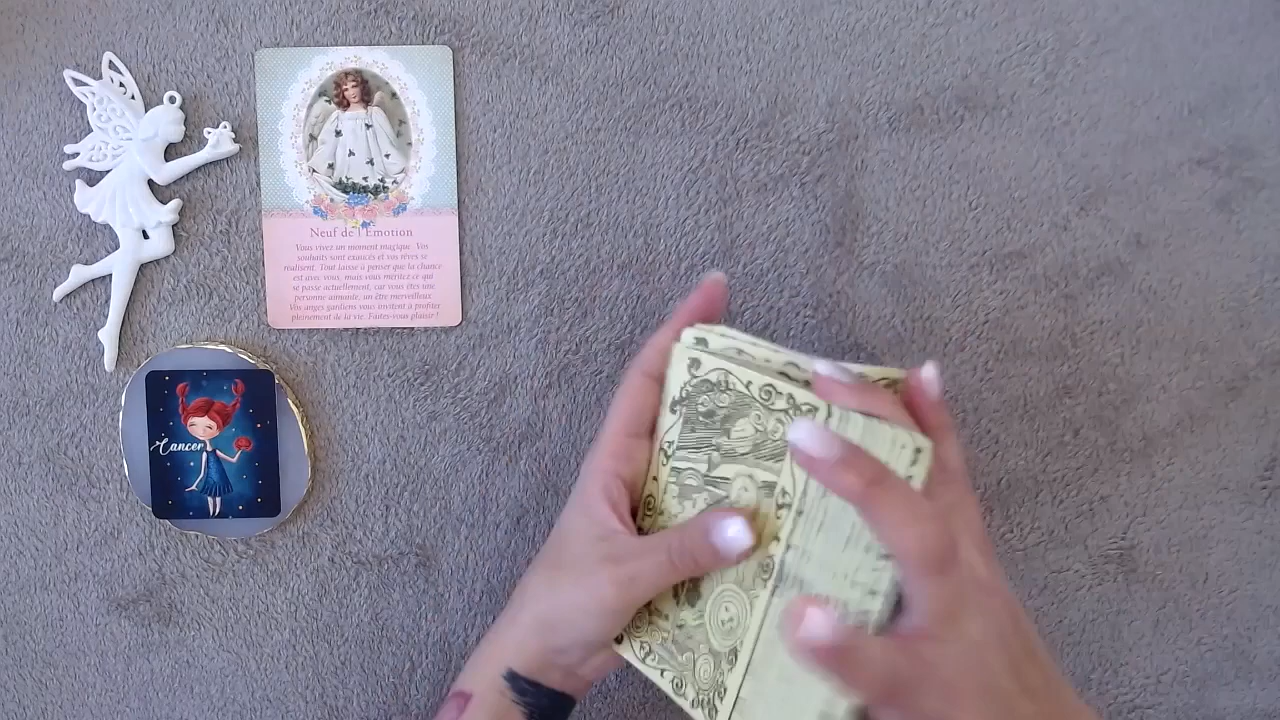 Neuf de l'Emotion
Vous vivez un moment magique. Vos
souhaits sont exaucés et vos rêves se
réalisent. Tout laisse à penser que la chance
est avec vous, mais vous méritez ce qui
se passe actuellement, car vous êtes une
personne aimante, un être merveilleux.
Vos anges gardiens vous invitent à profiter
pleinement de la vie. Faites-vous plaisir !
Cancer